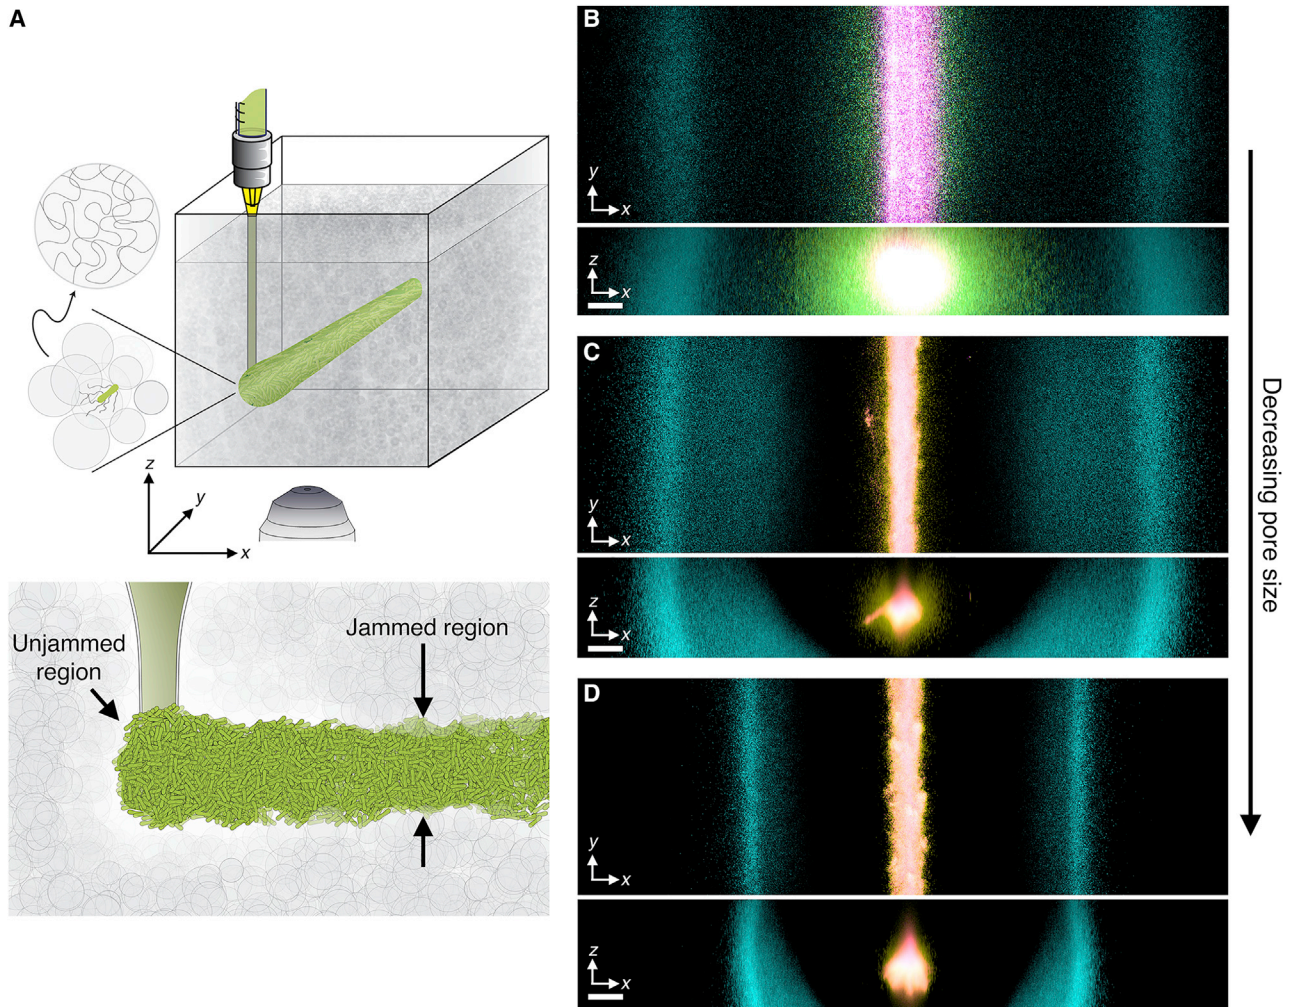 A
z
y
x
Unjammed
region
Jammed region
B
y
x
z
x
C
y
x
z
x
D
y
x
z
x
Decreasing pore size